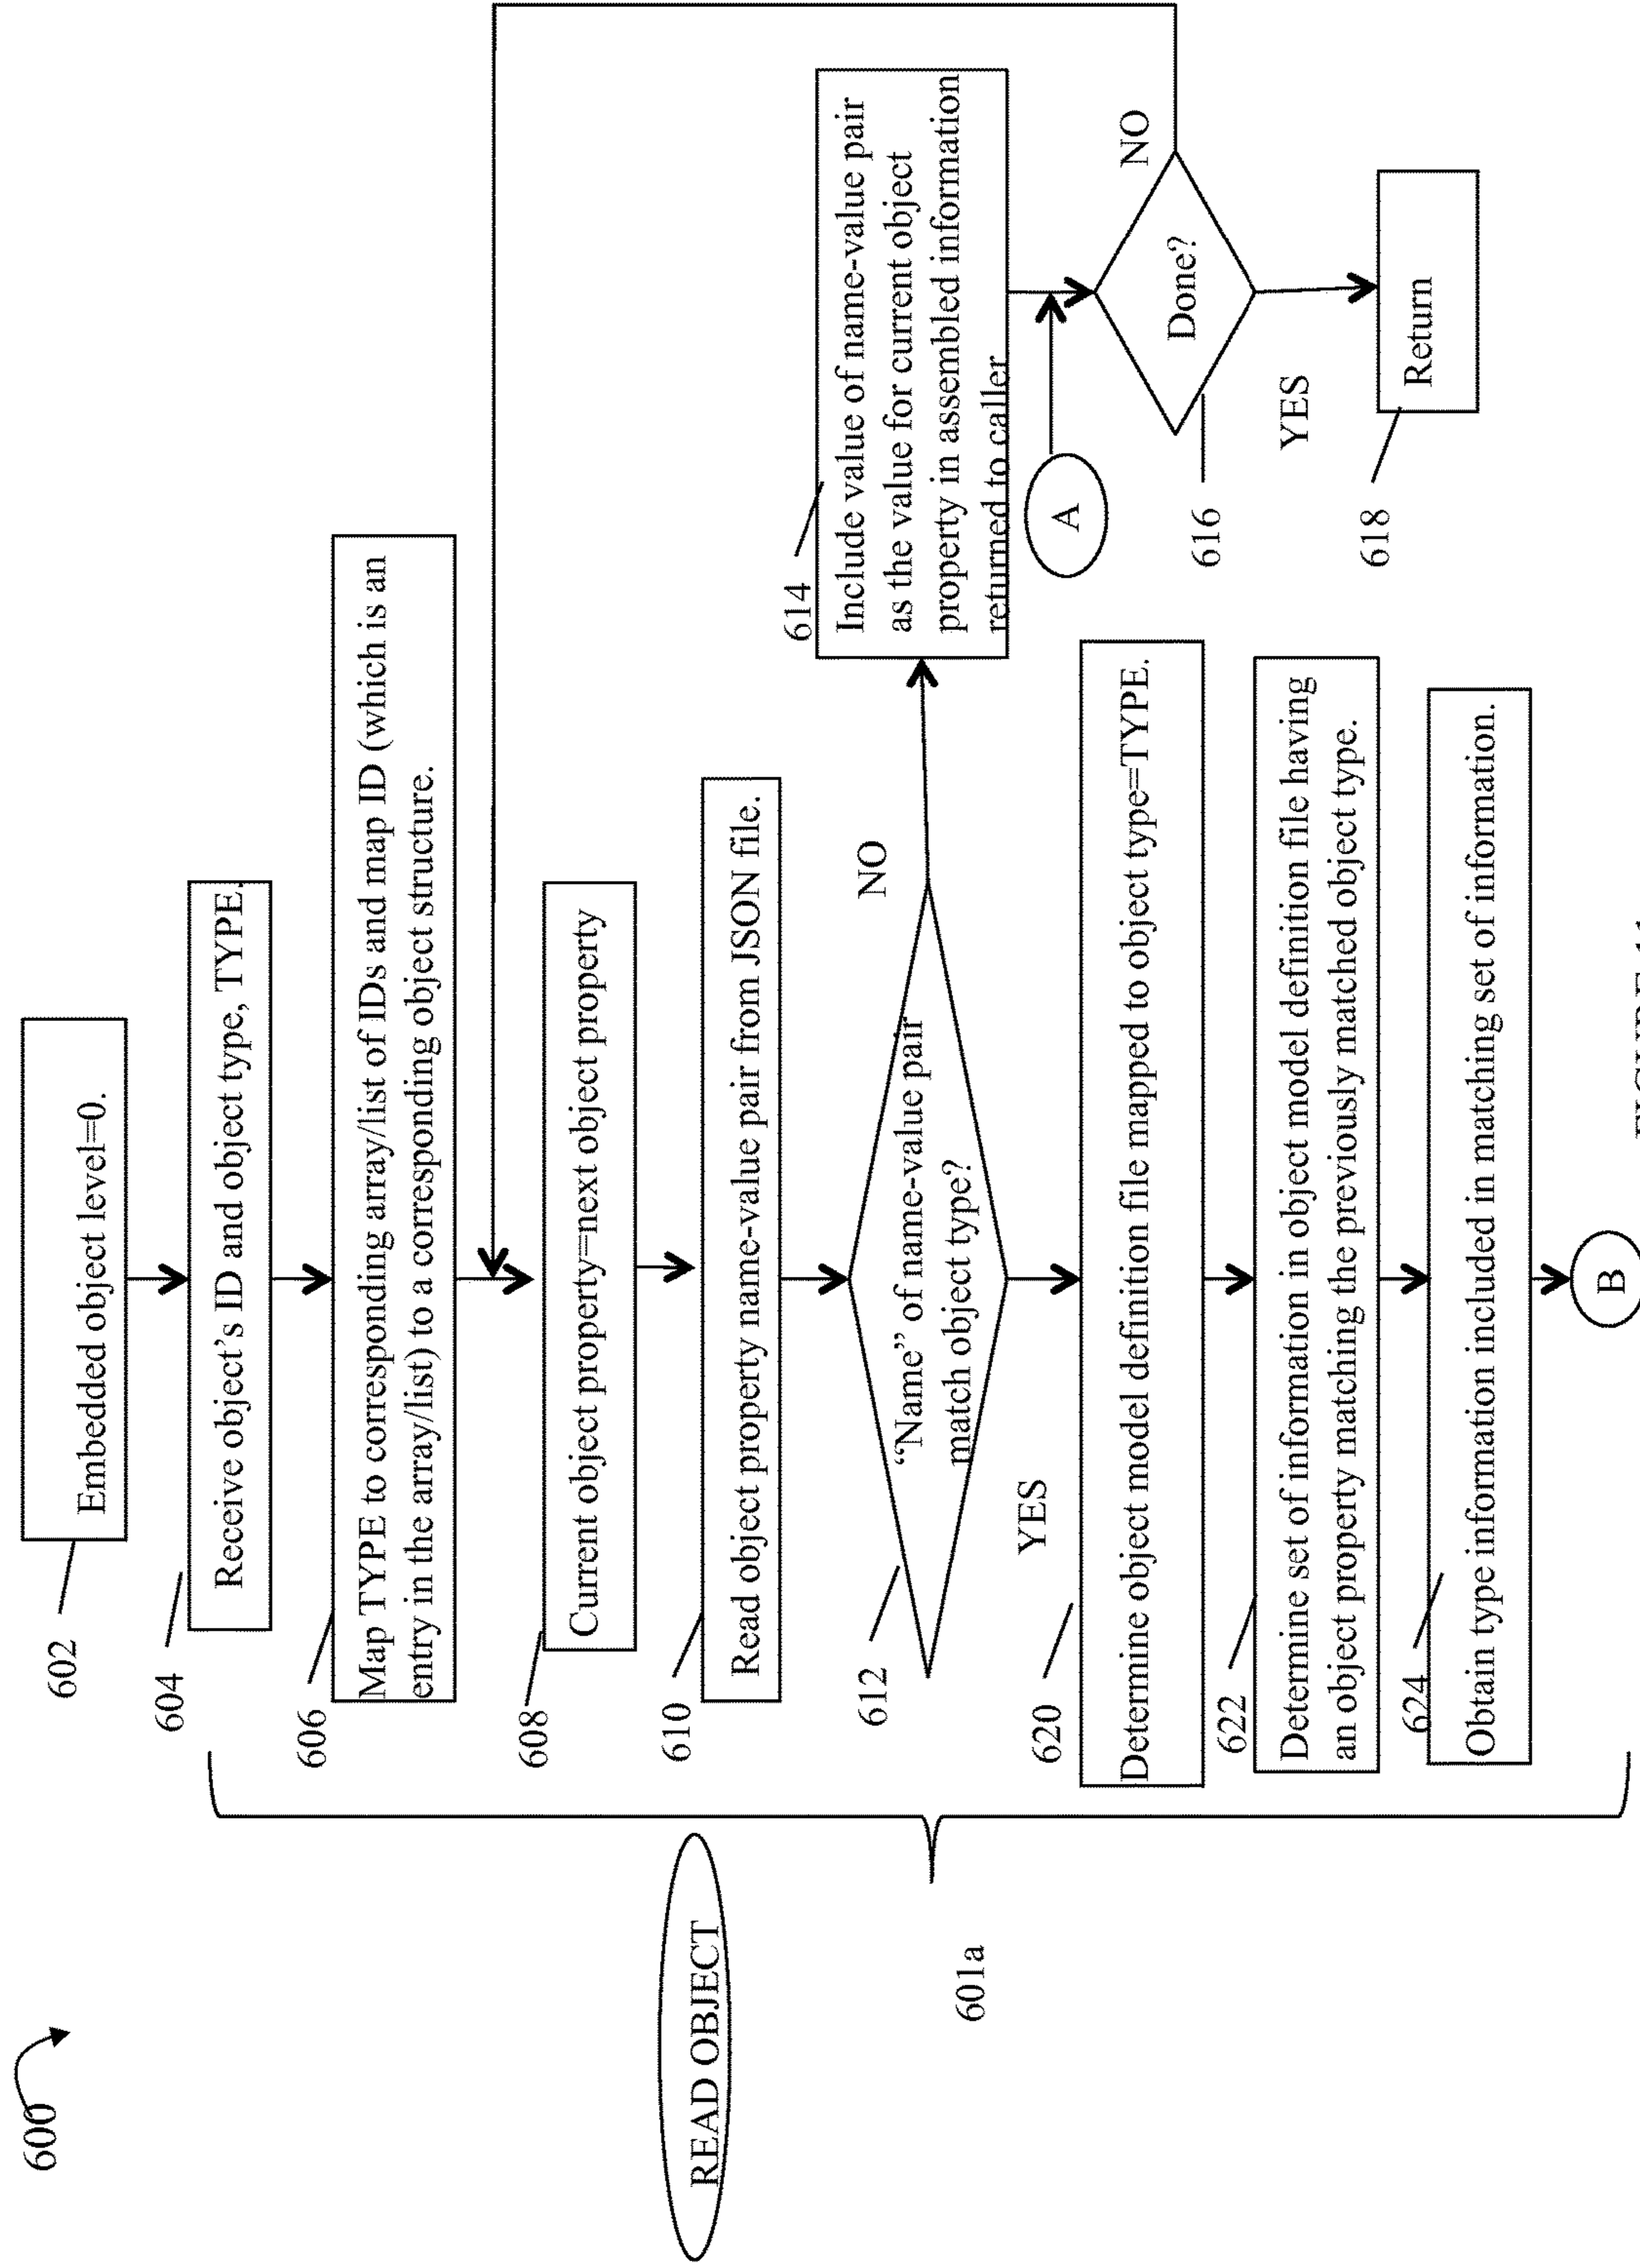 600
602
Embedded object level=0.
604
Receive object’s ID and object type, TYPE.
606
Map TYPE to corresponding array/list of IDs and map ID (which is an
entry in the array/list) to a corresponding object structure.
608
Current object property=next object property
READ OBJECT
610
Read object property name-value pair from JSON file.
612
“Name” of name-value pair
match object type?
NO
YES
614
Include value of name-value pair
as the value for current object
property in assembled information
returned to caller
A
601a
616
Done?
NO
YES
618
Return
620
Determine object model definition file mapped to object type=TYPE.
622
Determine set of information in object model definition file having
an object property matching the previously matched object type.
624
Obtain type information included in matching set of information.
B